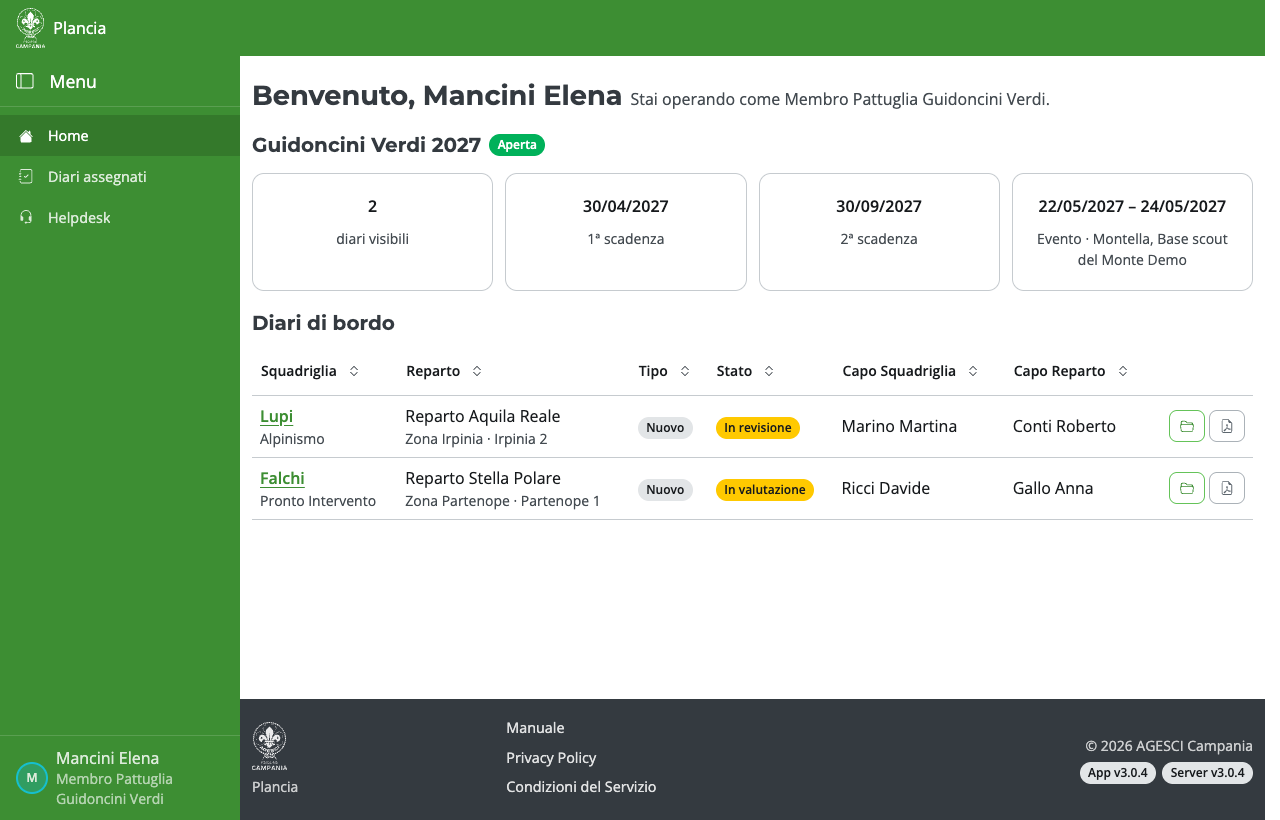 CAMPANIA
Plancia
Menu
Home
Diari assegnati
Helpdesk
Benvenuto, Mancini Elena Stai operando come Membro Pattuglia Guidoncini Verdi.
Guidoncini Verdi 2027 Aperta
2
diari visibili
30/04/2027
1ª scadenza
30/09/2027
2ª scadenza
22/05/2027 – 24/05/2027
Evento · Montella, Base scout
del Monte Demo
Diari di bordo
Squadriglia Reparto Tipo Stato Capo Squadriglia Capo Reparto
Lupi Reparto Aquila Reale Nuovo In revisione Marino Martina Conti Roberto
Alpinismo Zona Irpinia · Irpinia 2
Falchi Reparto Stella Polare Nuovo In valutazione Ricci Davide Gallo Anna
Pronto Intervento Zona Partenope · Partenope 1
M
Mancini Elena
Membro Pattuglia
Guidoncini Verdi
CAMPANIA
Plancia
Manuale
Privacy Policy
Condizioni del Servizio
© 2026 AGESCI Campania
App v3.0.4 Server v3.0.4